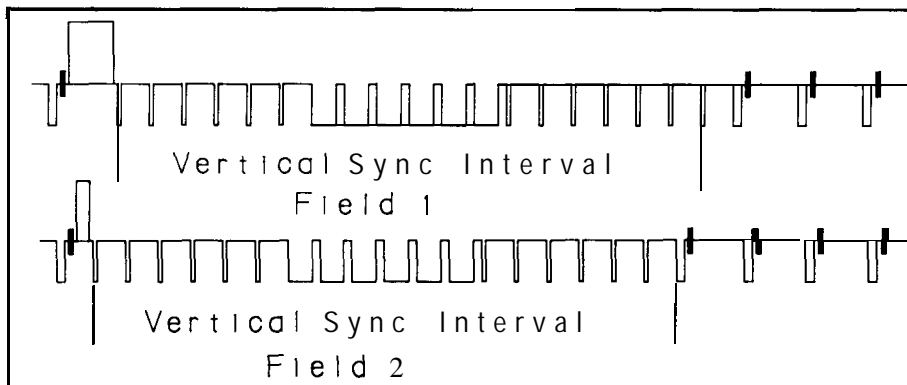 Vertical Sync Interval
Field 1
Vertical Sync Interval
Field 2